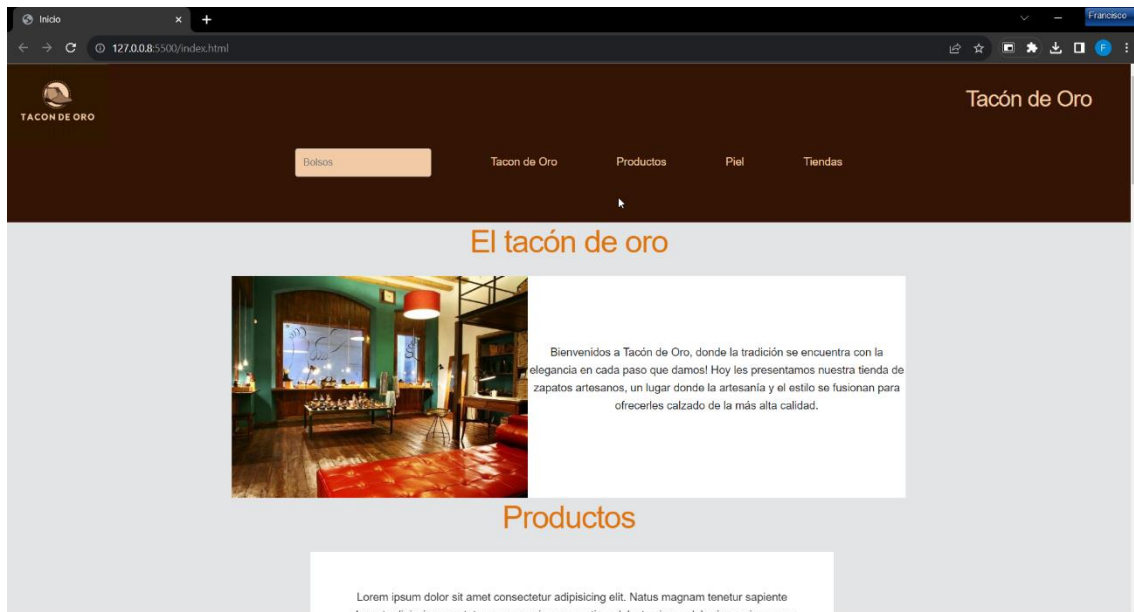 Inicio
Francisco
127.0.0.8:5500/index.html
F
TACON DE ORO
Tacón de Oro
Bolsos
Tacon de Oro
Productos
Piel
Tiendas
El tacón de oro
Bienvenidos a Tacón de Oro, donde la tradición se encuentra con la
elegancia en cada paso que damos! Hoy les presentamos nuestra tienda de
zapatos artesanos, un lugar donde la artesanía y el estilo se fusionan para
ofrecerles calzado de la más alta calidad.
Productos
Lorem ipsum dolor sit amet consectetur adipisicing elit. Natus magnam tenetur sapiente